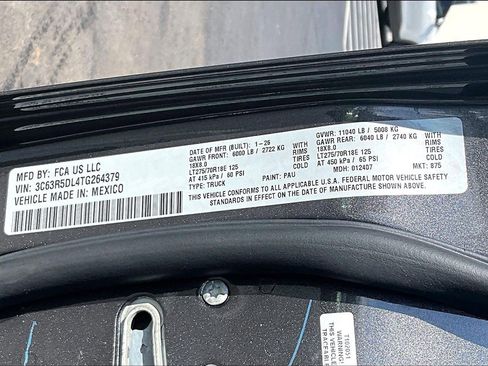 MFD BY: FCA US LLC
VIN: 3C63R5DL4TG264379
VEHICLE MADE IN: MEXICO
DATE OF MFR (BUILT): 1-26
GAWR FRONT: 6000 LB / 2722 KG WITH
18X8.0 RIMS
LT275/70R18E 125 TIRES
AT 415 kPa / 60 PSI COLD
TYPE: TRUCK
PAINT: PAU
GVWR: 11040 LB / 5008 KG
GAWR REAR: 6040 LB / 2740 KG WITH
18X8.0 RIMS
LT275/70R18E 125 TIRES
AT 450 kPa / 65 PSI COLD
MDH: 012407 MKT: 875
THIS VEHICLE CONFORMS TO ALL APPLICABLE U.S.A. FEDERAL MOTOR VEHICLE SAFETY
STANDARDS IN EFFECT ON THE DATE OF MANUFACTURE SHOWN ABOVE.
WARNING:
THIS VEHICLE